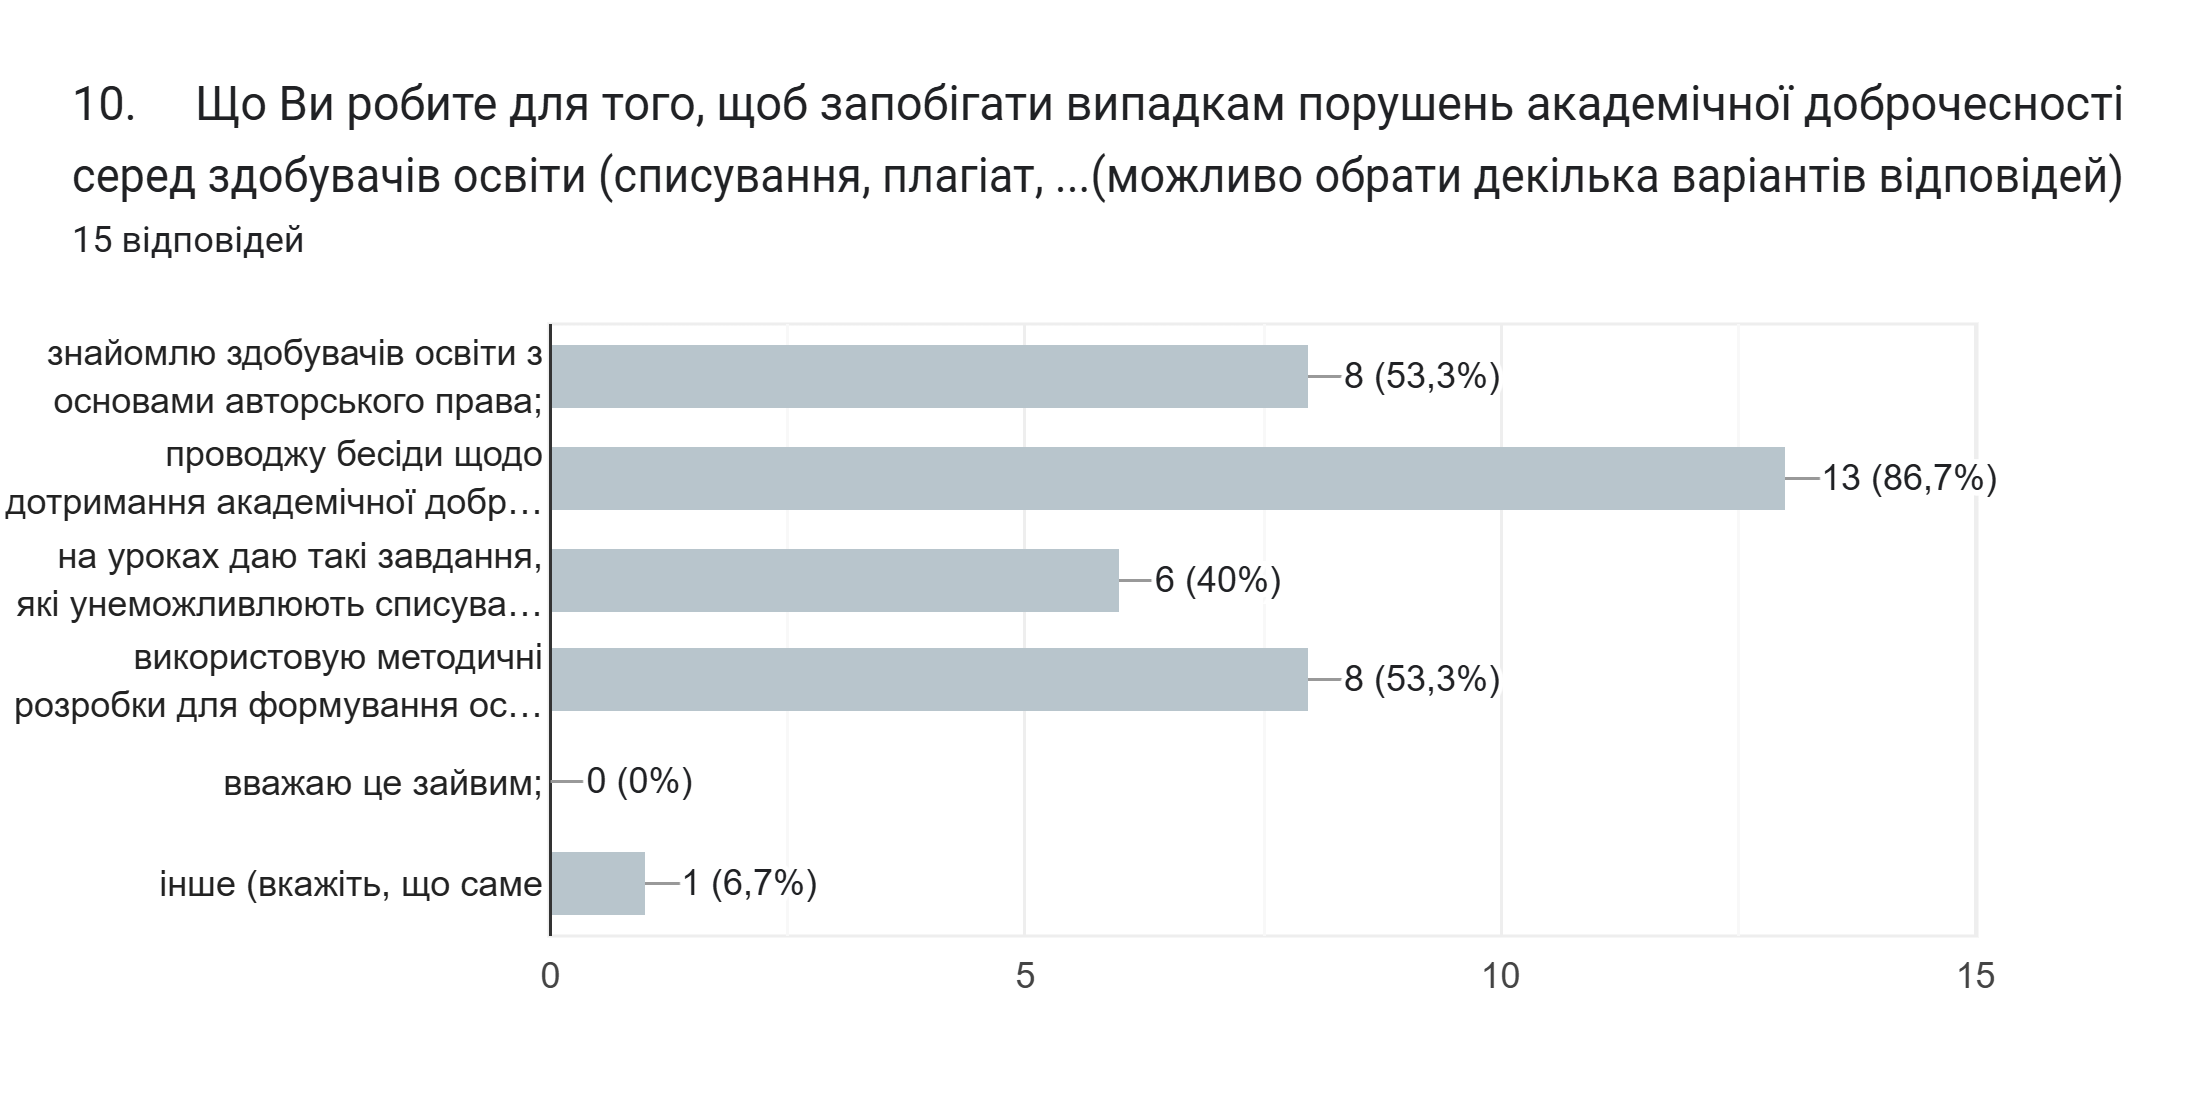 10. Що Ви робите для того, щоб запобігати випадкам порушень академічної доброчесності
серед здобувачів освіти (списування, плагіат, ...(можливо обрати декілька варіантів відповідей)
15 відповідей
знайомлю здобувачів освіти з
основами авторського права;
8 (53,3%)
проводжу бесіди щодо
дотримання академічної добр…
13 (86,7%)
на уроках даю такі завдання,
які унеможливлюють списува…
6 (40%)
використовую методичні
розробки для формування ос…
8 (53,3%)
вважаю це зайвим;
0 (0%)
інше (вкажіть, що саме
1 (6,7%)
0 5 10 15